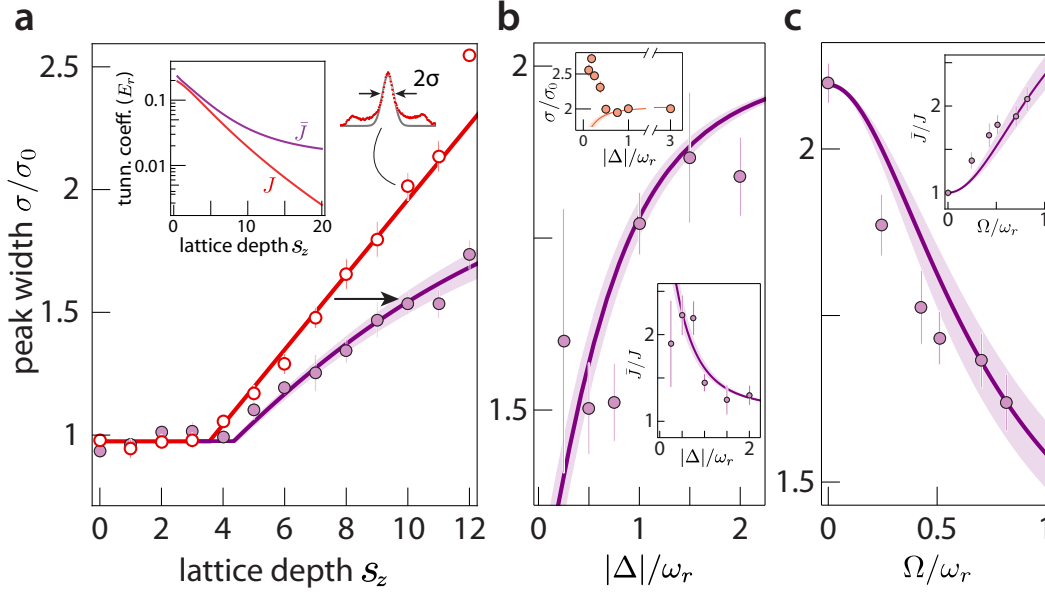 a
b
c
2.5
2
1.5
1
0
2
4
6
8
10
12
peak width σ/σ₀
lattice depth s_z
0.1
0.01
0
10
20
tunn. coeff. (E_r)
lattice depth s_z
J̄
J
2σ
2
1.5
0
1
2
|Δ|/ω_r
3
2
1
0
1
3
σ/σ₀
|Δ|/ω_r
2
1
0
1
2
J̄/J
|Δ|/ω_r
2
1.5
0
0.5
1
Ω/ω_r
2
1
0
1
J̄/J
Ω/ω_r